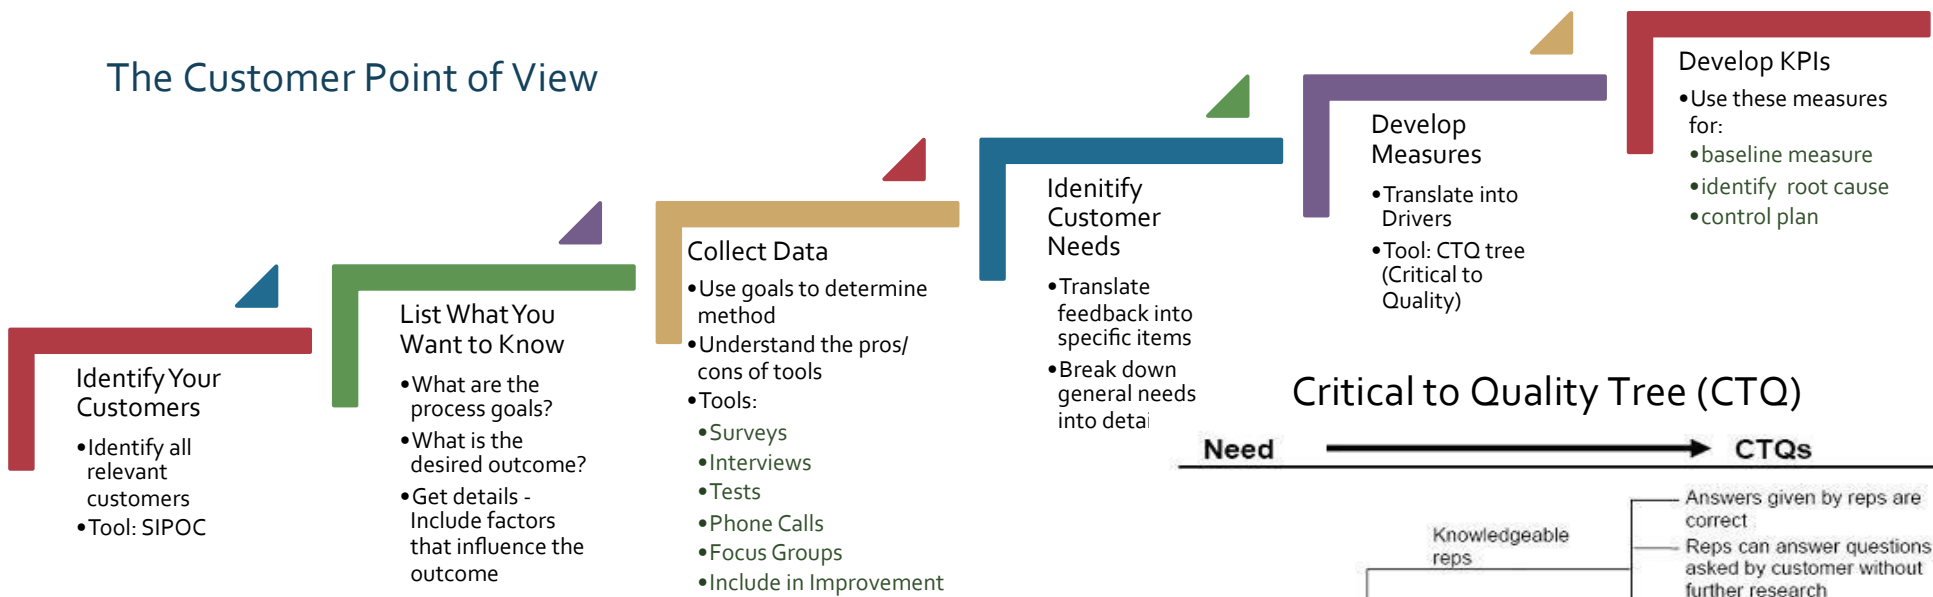 The Customer Point of View
Identify Your
Customers
•Identify all
relevant
customers
•Tool: SIPOC
List What You
Want to Know
•What are the
process goals?
•What is the
desired outcome?
•Get details -
Include factors
that influence the
outcome
Collect Data
•Use goals to determine
method
•Understand the pros/
cons of tools
•Tools:
•Surveys
•Interviews
•Tests
•Phone Calls
•Focus Groups
•Include in Improvement
Idenitify
Customer
Needs
•Translate
feedback into
specific items
•Break down
general needs
into detai
Develop
Measures
•Translate into
Drivers
•Tool: CTQ tree
(Critical to
Quality)
Develop KPIs
•Use these measures
for:
•baseline measure
•identify root cause
•control plan
Critical to Quality Tree (CTQ)
Need CTQs
Knowledgeable
reps
Answers given by reps are
correct
Reps can answer questions
asked by customer without
further research